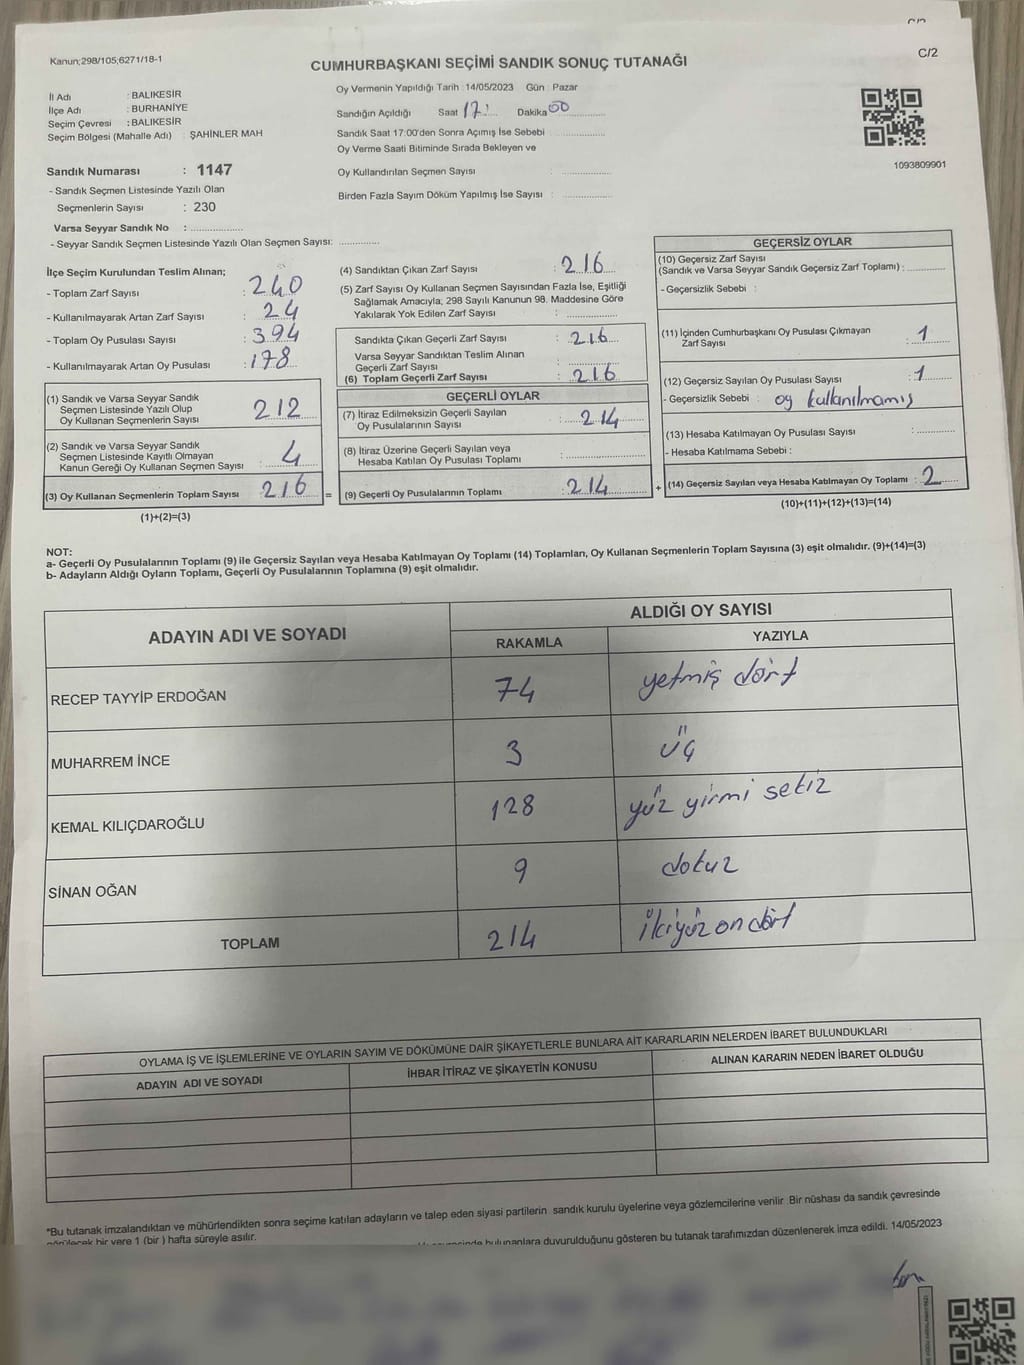 Kanun;298/105;6271/18-1
C/2
CUMHURBAŞKANI SEÇİMİ SANDIK SONUÇ TUTANAĞI
İl Adı : BALIKESİR
İlçe Adı : BURHANİYE
Seçim Çevresi : BALIKESİR
Seçim Bölgesi (Mahalle Adı) : ŞAHİNLER MAH
Oy Vermenin Yapıldığı Tarih : 14/05/2023 Gün : Pazar
Sandığın Açıldığı Saat 17: Dakika 00
Sandık Saat 17:00'den Sonra Açımış İse Sebebi
Oy Verme Saati Bitiminde Sırada Bekleyen ve
Oy Kullandırılan Seçmen Sayısı :
Birden Fazla Sayım Döküm Yapılmış İse Sayısı :
1093809901
Sandık Numarası : 1147
- Sandık Seçmen Listesinde Yazılı Olan
Seçmenlerin Sayısı : 230
Varsa Seyyar Sandık No :
- Seyyar Sandık Seçmen Listesinde Yazılı Olan Seçmen Sayısı:
İlçe Seçim Kurulundan Teslim Alınan;
- Toplam Zarf Sayısı : 240
- Kullanılmayarak Artan Zarf Sayısı : 24
- Toplam Oy Pusulası Sayısı : 394
- Kullanılmayarak Artan Oy Pusulası : 178
(1) Sandık ve Varsa Seyyar Sandık
Seçmen Listesinde Yazılı Olup
Oy Kullanan Seçmenlerin Sayısı 212
(2) Sandık ve Varsa Seyyar Sandık
Seçmen Listesinde Kayıtlı Olmayan
Kanun Gereği Oy Kullanan Seçmen Sayısı : 4
(3) Oy Kullanan Seçmenlerin Toplam Sayısı 216 =
(1)+(2)=(3)
(4) Sandıktan Çıkan Zarf Sayısı : 216
(5) Zarf Sayısı Oy Kullanan Seçmen Sayısından Fazla İse, Eşitliği
Sağlamak Amacıyla, 298 Sayılı Kanunun 98. Maddesine Göre
Yakılarak Yok Edilen Zarf Sayısı :
Sandıkta Çıkan Geçerli Zarf Sayısı : 216
Varsa Seyyar Sandıktan Teslim Alınan
Geçerli Zarf Sayısı :
(6) Toplam Geçerli Zarf Sayısı : 216
GEÇERLİ OYLAR
(7) İtiraz Edilmeksizin Geçerli Sayılan
Oy Pusulalarının Sayısı : 214
(8) İtiraz Üzerine Geçerli Sayılan veya
Hesaba Katılan Oy Pusulası Toplamı :
(9) Geçerli Oy Pusulalarının Toplamı : 214 +
GEÇERSİZ OYLAR
(10) Geçersiz Zarf Sayısı
(Sandık ve Varsa Seyyar Sandık Geçersiz Zarf Toplamı) :
- Geçersizlik Sebebi :
(11) İçinden Cumhurbaşkanı Oy Pusulası Çıkmayan
Zarf Sayısı : 1
(12) Geçersiz Sayılan Oy Pusulası Sayısı : 1
- Geçersizlik Sebebi : oy kullanılmamış
(13) Hesaba Katılmayan Oy Pusulası Sayısı :
- Hesaba Katılmama Sebebi :
(14) Geçersiz Sayılan veya Hesaba Katılmayan Oy Toplamı : 2
(10)+(11)+(12)+(13)=(14)
NOT:
a- Geçerli Oy Pusulalarının Toplamı (9) ile Geçersiz Sayılan veya Hesaba Katılmayan Oy Toplamı (14) Toplamları, Oy Kullanan Seçmenlerin Toplam Sayısına (3) eşit olmalıdır. (9)+(14)=(3)
b- Adayların Aldığı Oyların Toplamı, Geçerli Oy Pusulalarının Toplamına (9) eşit olmalıdır.
ADAYIN ADI VE SOYADI
ALDIĞI OY SAYISI
RAKAMLA YAZIYLA
RECEP TAYYİP ERDOĞAN 74 yetmiş dört
MUHARREM İNCE 3 üç
KEMAL KILIÇDAROĞLU 128 yüz yirmi sekiz
SİNAN OĞAN 9 dokuz
TOPLAM 214 ikiyüz on dört
OYLAMA İŞ VE İŞLEMLERİNE VE OYLARIN SAYIM VE DÖKÜMÜNE DAİR ŞİKAYETLERLE BUNLARA AİT KARARLARIN NELERDEN İBARET BULUNDUKLARI
ADAYIN ADI VE SOYADI İHBAR İTİRAZ VE ŞİKAYETİN KONUSU ALINAN KARARIN NEDEN İBARET OLDUĞU
*Bu tutanak imzalandıktan ve mühürlendikten sonra seçime katılan adayların ve talep eden siyasi partilerin sandık kurulu üyelerine veya gözlemcilerine verilir. Bir nüshası da sandık çevresinde
görülecek bir yere 1 (bir) hafta süreyle asılır.
bulunanlara duyurulduğunu gösteren bu tutanak tarafımızdan düzenlenerek imza edildi. 14/05/2023